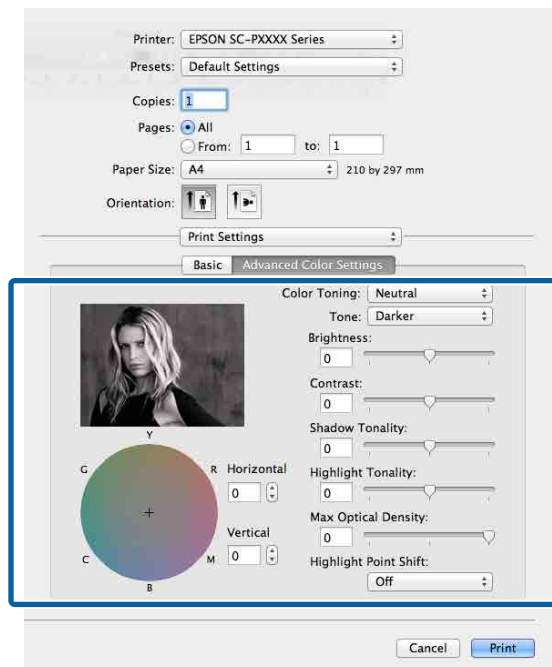 Printer: EPSON SC-PXXXX Series
Presets: Default Settings
Copies: 1
Pages: All
From: 1 to: 1
Paper Size: A4 210 by 297 mm
Orientation:
Print Settings
Basic Advanced Color Settings
Color Toning: Neutral
Tone: Darker
Brightness:
0
Contrast:
0
Shadow Tonality:
0
Highlight Tonality:
0
Max Optical Density:
0
Highlight Point Shift:
Off
Y
G R
C M
B
Horizontal
0
Vertical
0
Cancel Print